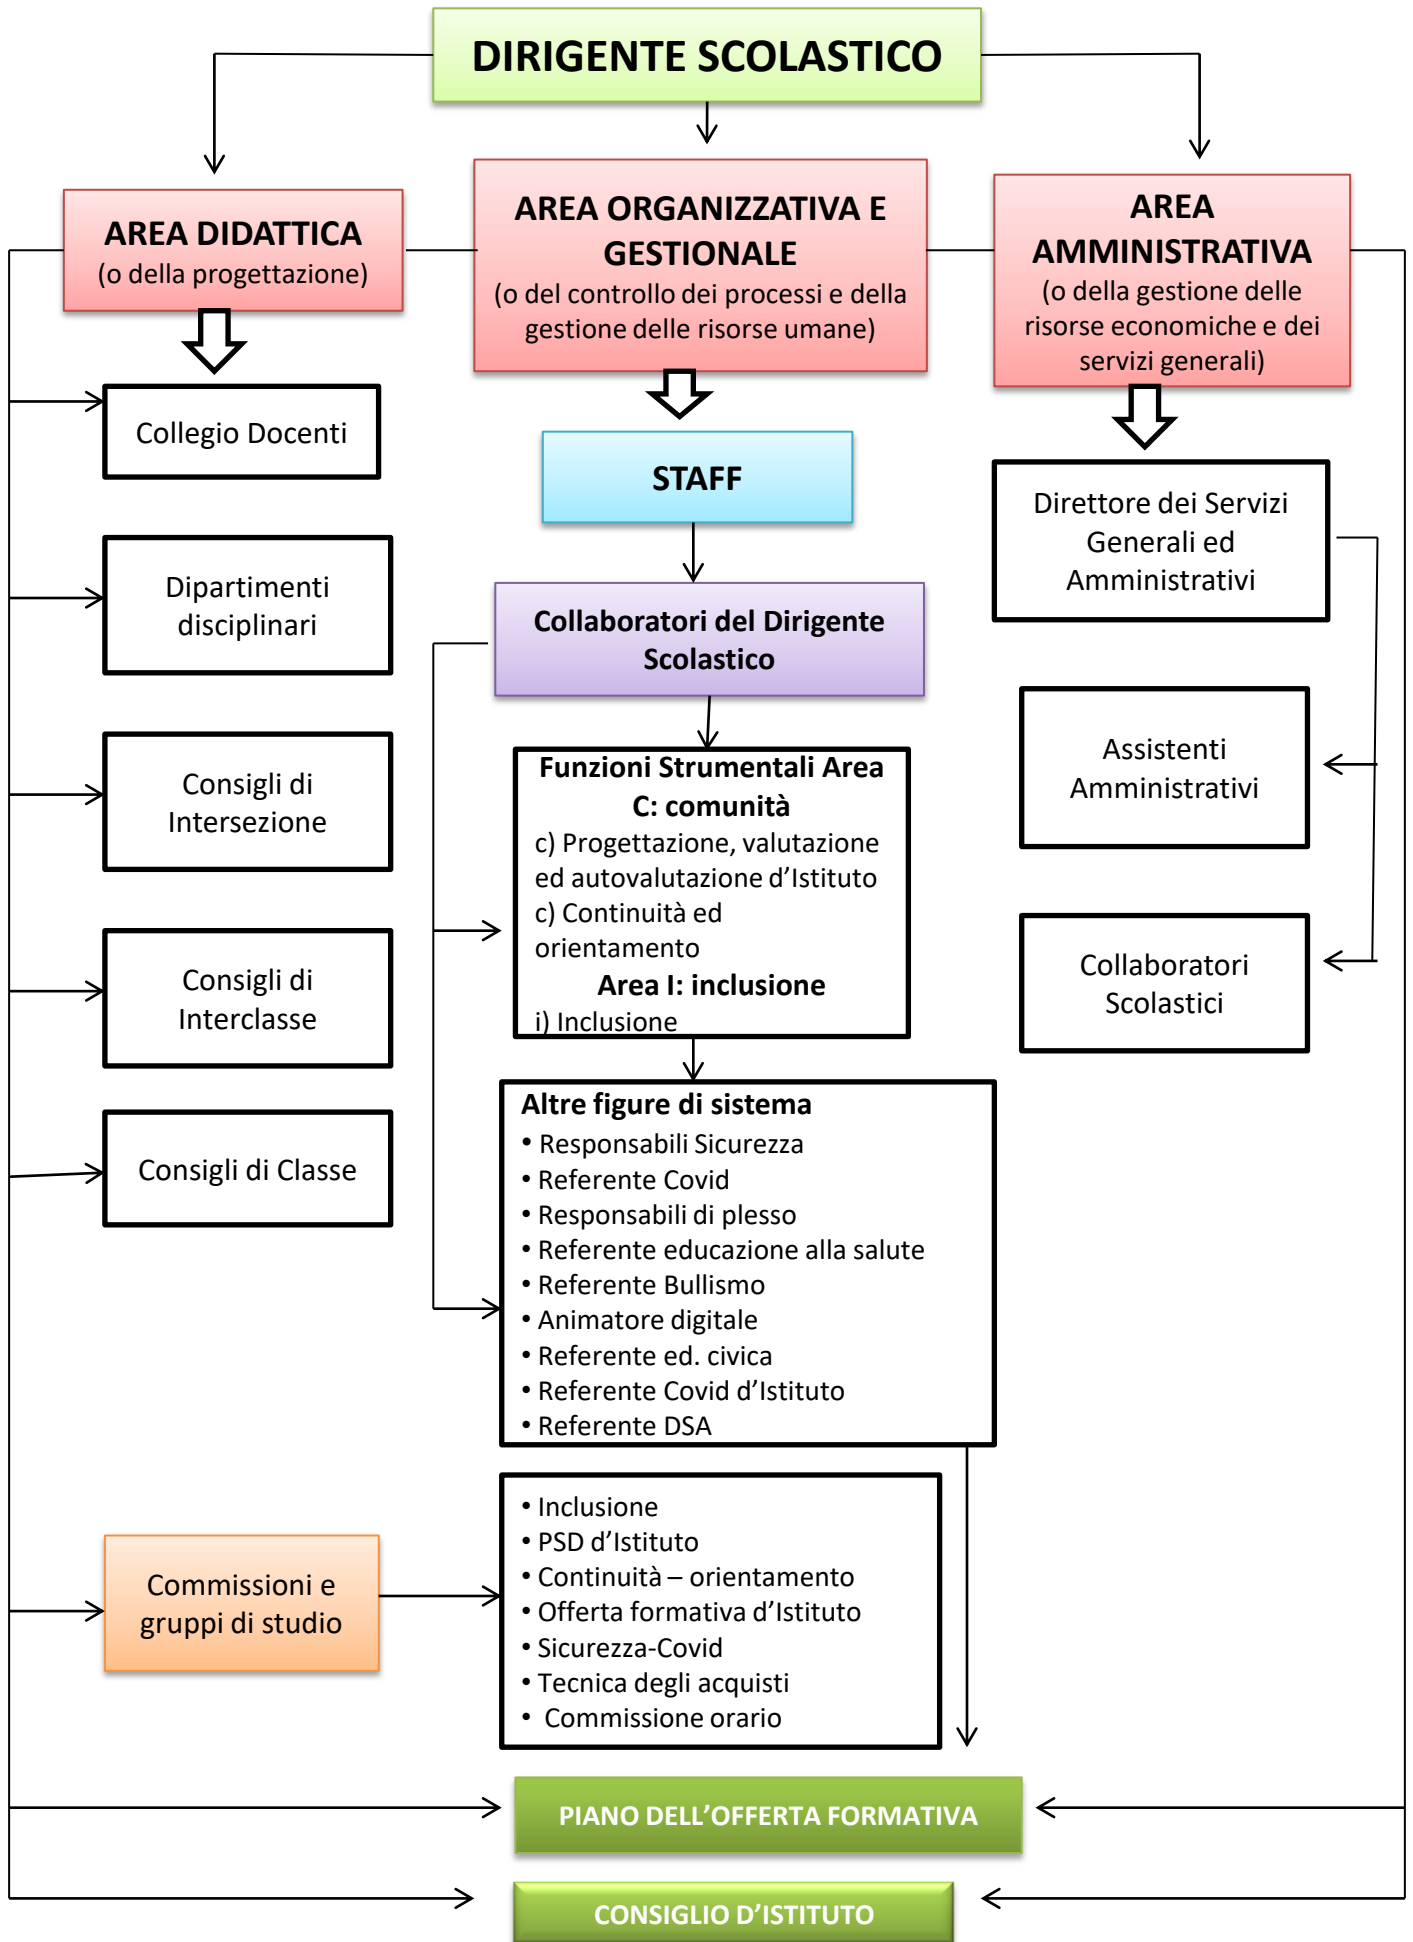 DIRIGENTE SCOLASTICO
AREA DIDATTICA
(o della progettazione)
AREA ORGANIZZATIVA E
GESTIONALE
(o del controllo dei processi e della
gestione delle risorse umane)
AREA
AMMINISTRATIVA
(o della gestione delle
risorse economiche e dei
servizi generali)
Collegio Docenti
Dipartimenti
disciplinari
Consigli di
Intersezione
Consigli di
Interclasse
Consigli di Classe
STAFF
Collaboratori del Dirigente
Scolastico
Funzioni Strumentali Area
C: comunità
c) Progettazione, valutazione
ed autovalutazione d’Istituto
c) Continuità ed
orientamento
Area I: inclusione
i) Inclusione
Altre figure di sistema
• Responsabili Sicurezza
• Referente Covid
• Responsabili di plesso
• Referente educazione alla salute
• Referente Bullismo
• Animatore digitale
• Referente ed. civica
• Referente Covid d’Istituto
• Referente DSA
Direttore dei Servizi
Generali ed
Amministrativi
Assistenti
Amministrativi
Collaboratori
Scolastici
Commissioni e
gruppi di studio
• Inclusione
• PSD d’Istituto
• Continuità – orientamento
• Offerta formativa d’Istituto
• Sicurezza-Covid
• Tecnica degli acquisti
• Commissione orario
PIANO DELL’OFFERTA FORMATIVA
CONSIGLIO D’ISTITUTO